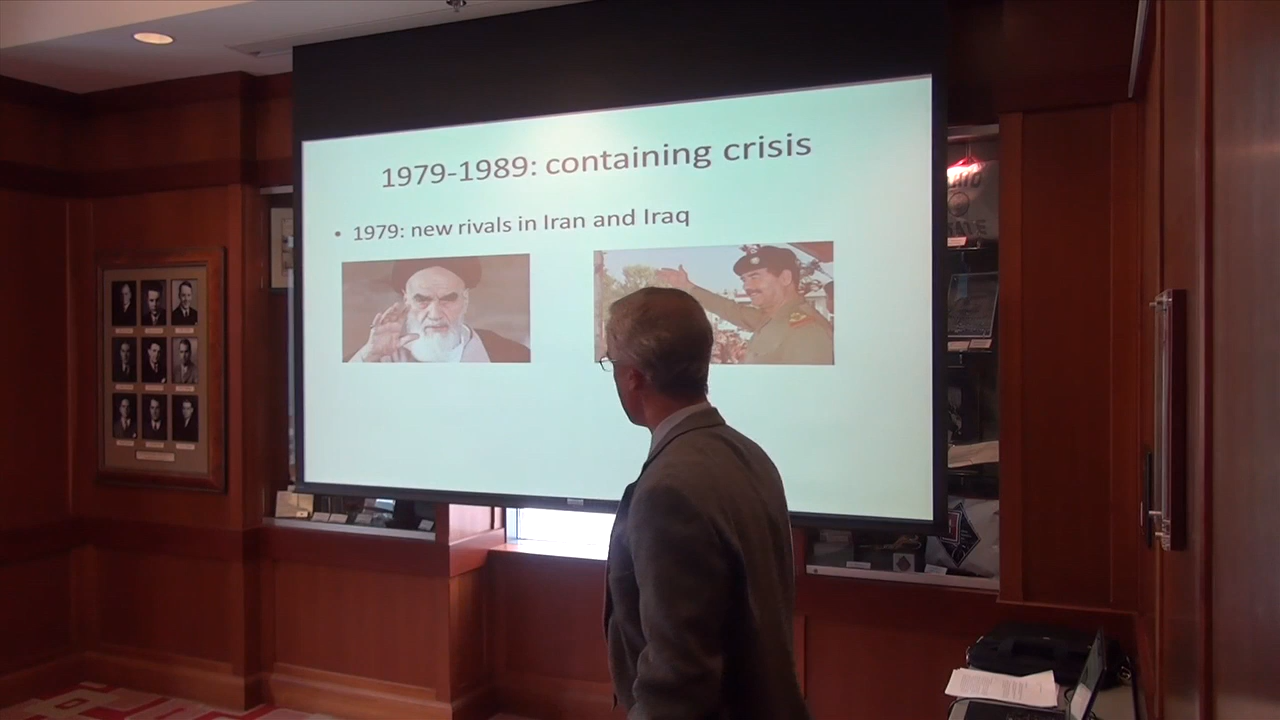 1979-1989: containing crisis
• 1979: new rivals in Iran and Iraq